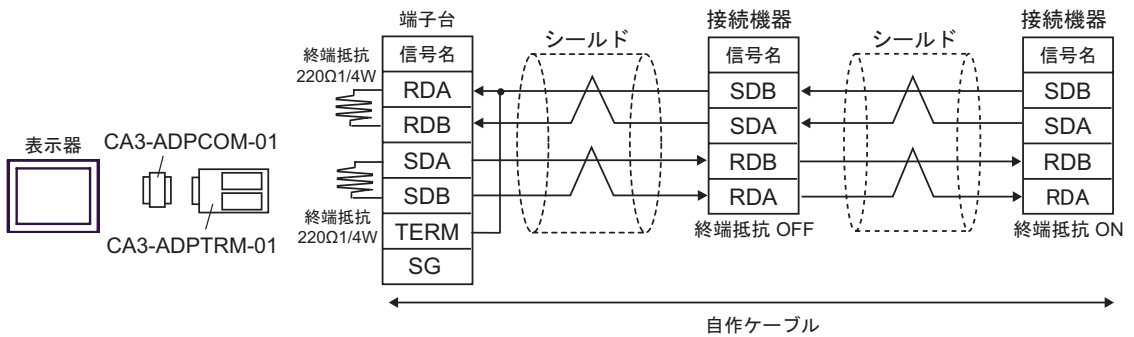 端子台
接続機器
接続機器
シールド
シールド
終端抵抗
220Ω1/4W
信号名
RDA
RDB
SDA
SDB
TERM
SG
終端抵抗
220Ω1/4W
表示器
CA3-ADPCOM-01
CA3-ADPTRM-01
信号名
SDB
SDA
RDB
RDA
終端抵抗 OFF
信号名
SDB
SDA
RDB
RDA
終端抵抗 ON
自作ケーブル